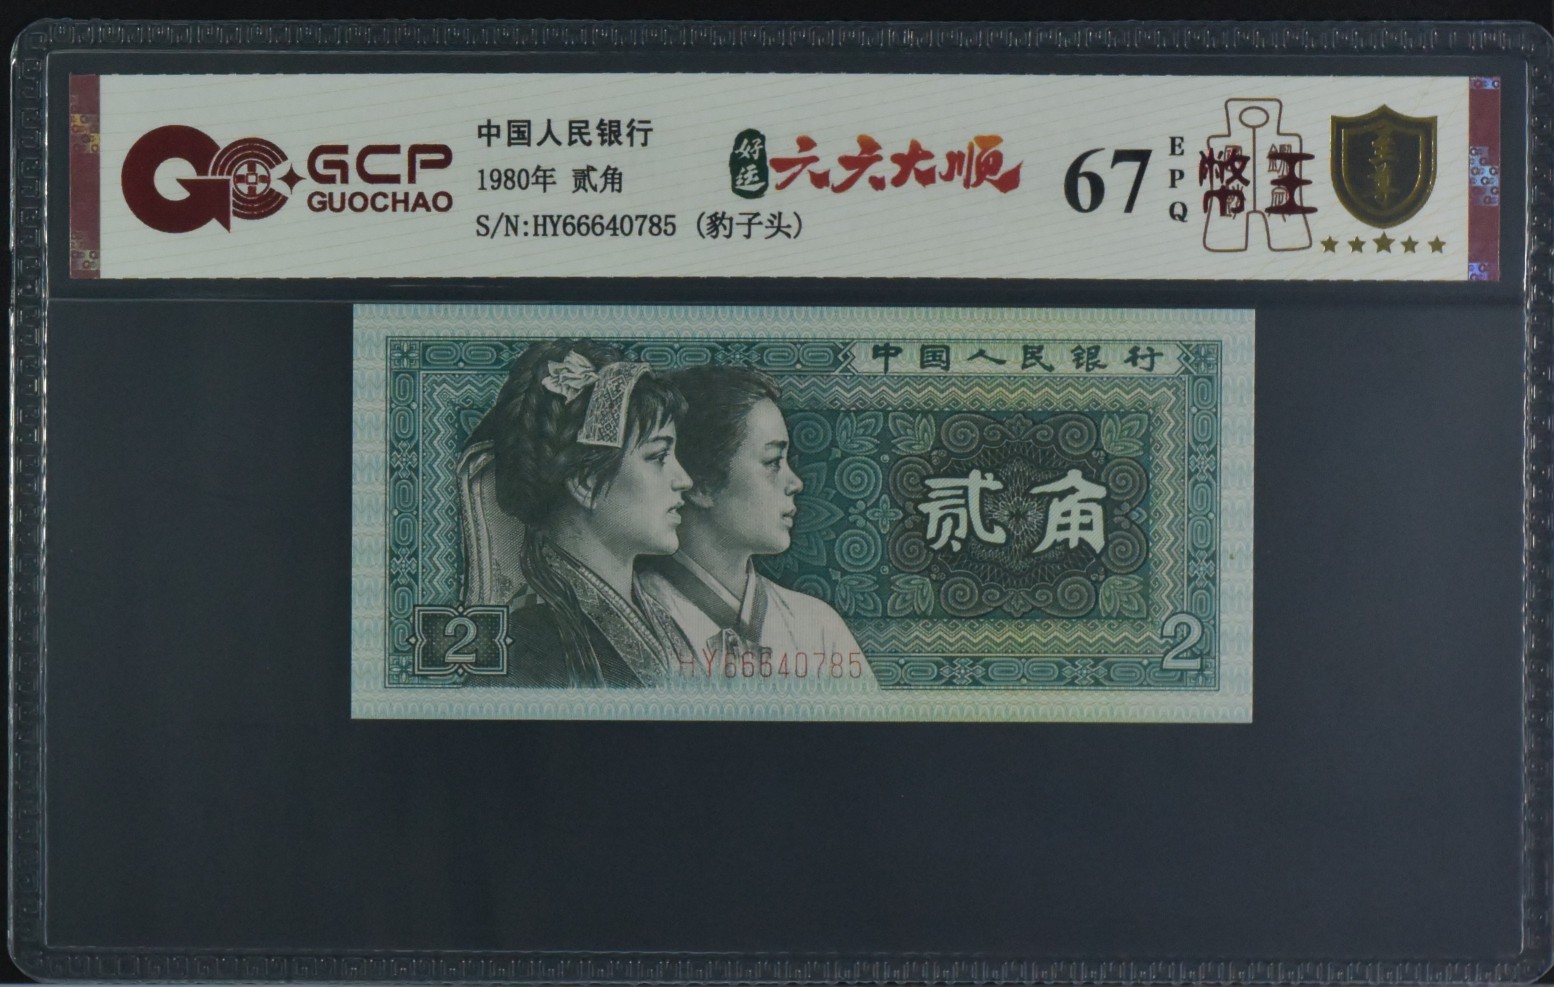 GCP
GUOCHAO
中国人民银行
1980年 贰角
S/N:HY66640785 (豹子头)
好运
六六大顺
67
EPQ
中国人民银行
贰角
2
2
HY66640785